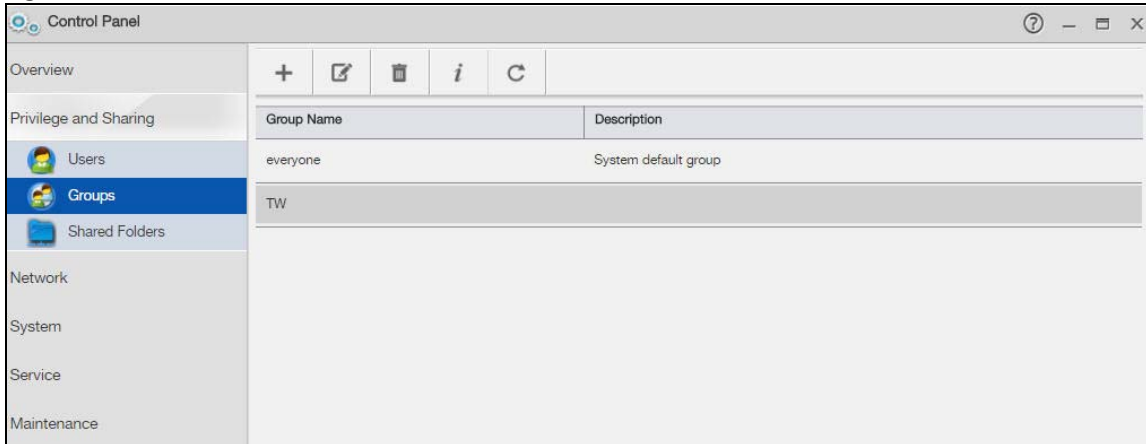 Control Panel
Overview
Privilege and Sharing
Users
Groups
Shared Folders
Network
System
Service
Maintenance
Group Name Description
everyone System default group
TW